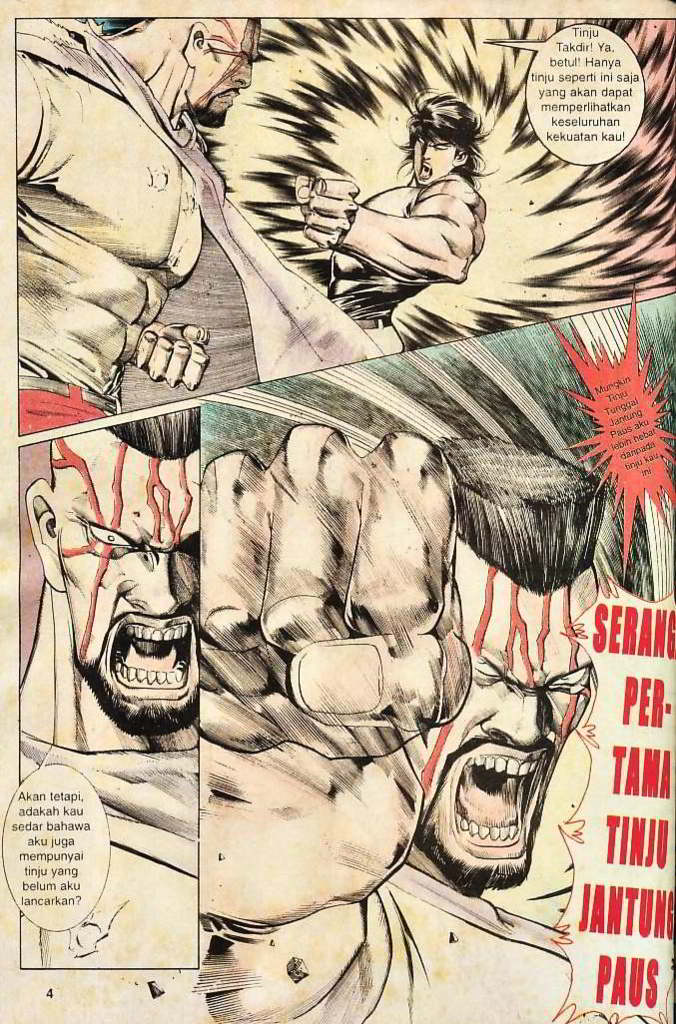 Tinju
Takdir! Ya,
betul! Hanya
tinju seperti ini saja
yang akan dapat
memperlihatkan
keseluruhan
kekuatan kau!
Mungkin
Tinju
Tunggal
Jantung
Paus aku
lebih hebat
daripada
tinju kau
ini
Akan tetapi,
adakah kau
sedar bahawa
aku juga
mempunyai
tinju yang
belum aku
lancarkan?
SERANG
PER-
TAMA
TINJU
JANTUNG
PAUS
4